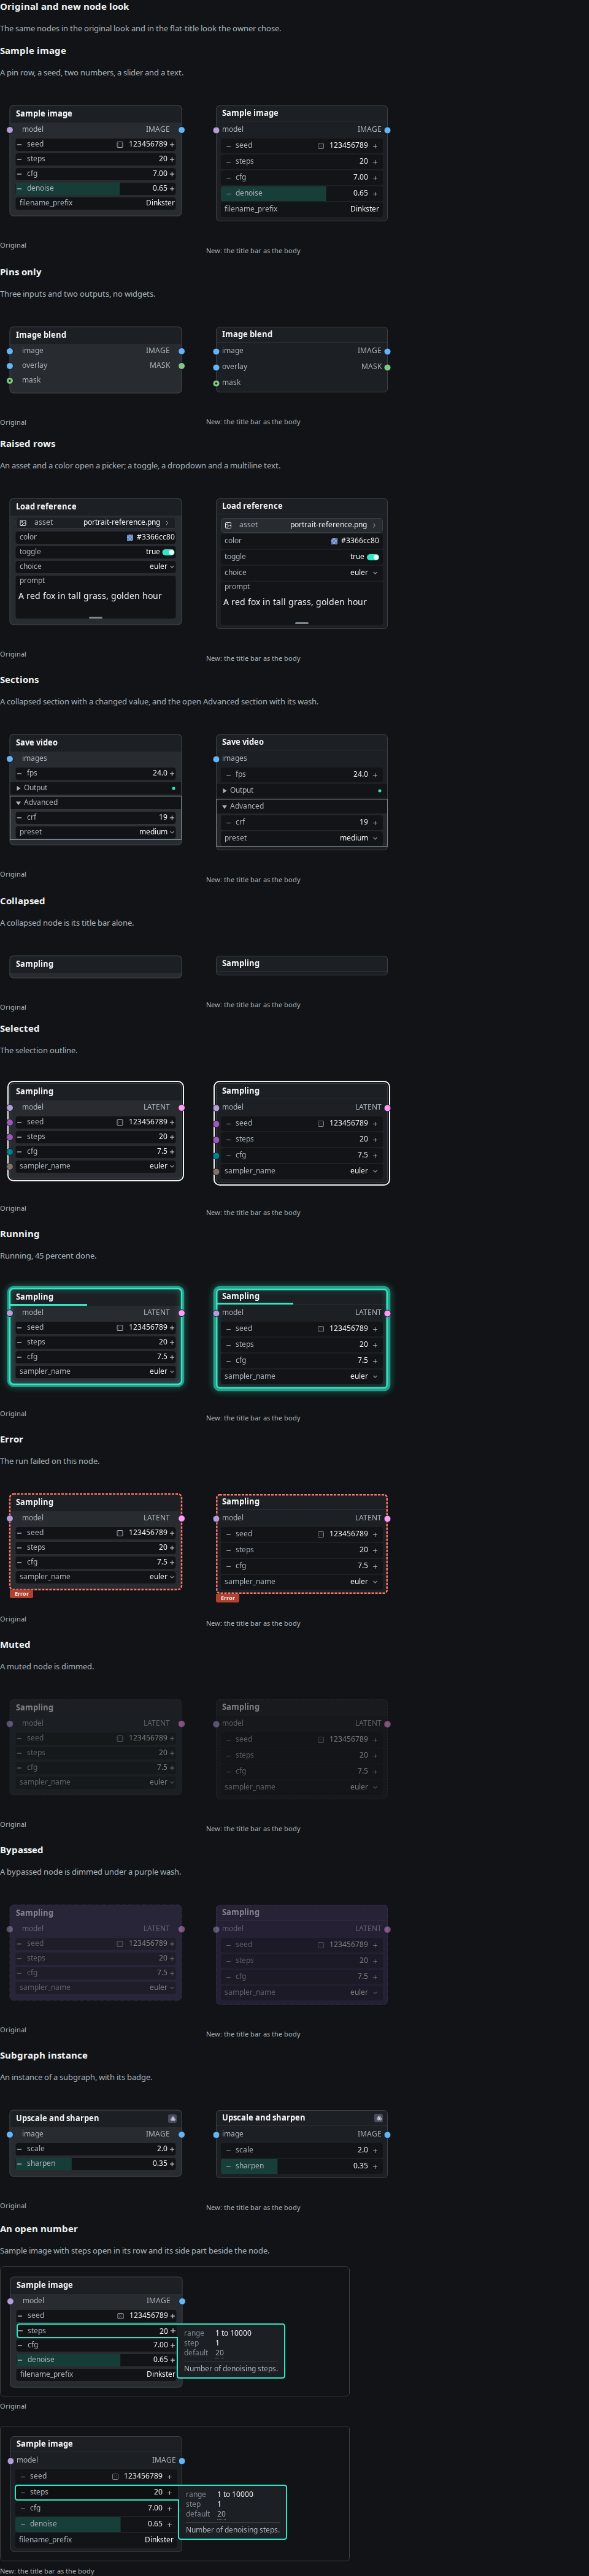 Original and new node look
The same nodes in the original look and in the flat-title look the owner chose.
Sample image
A pin row, a seed, two numbers, a slider and a text.
Sample image
model IMAGE
seed 123456789
steps 20
cfg 7.00
denoise 0.65
filename_prefix Dinkster
Original
Sample image
model IMAGE
seed 123456789
steps 20
cfg 7.00
denoise 0.65
filename_prefix Dinkster
New: the title bar as the body
Pins only
Three inputs and two outputs, no widgets.
Image blend
image IMAGE
overlay MASK
mask
Original
Image blend
image IMAGE
overlay MASK
mask
New: the title bar as the body
Raised rows
An asset and a color open a picker; a toggle, a dropdown and a multiline text.
Load reference
asset portrait-reference.png
color #3366cc80
toggle true
choice euler
prompt
A red fox in tall grass, golden hour
Original
Load reference
asset portrait-reference.png
color #3366cc80
toggle true
choice euler
prompt
A red fox in tall grass, golden hour
New: the title bar as the body
Sections
A collapsed section with a changed value, and the open Advanced section with its wash.
Save video
images
fps 24.0
Output
Advanced
crf 19
preset medium
Original
Save video
images
fps 24.0
Output
Advanced
crf 19
preset medium
New: the title bar as the body
Collapsed
A collapsed node is its title bar alone.
Sampling
Original
Sampling
New: the title bar as the body
Selected
The selection outline.
Sampling
model LATENT
seed 123456789
steps 20
cfg 7.5
sampler_name euler
Original
Sampling
model LATENT
seed 123456789
steps 20
cfg 7.5
sampler_name euler
New: the title bar as the body
Running
Running, 45 percent done.
Sampling
model LATENT
seed 123456789
steps 20
cfg 7.5
sampler_name euler
Original
Sampling
model LATENT
seed 123456789
steps 20
cfg 7.5
sampler_name euler
New: the title bar as the body
Error
The run failed on this node.
Sampling
model LATENT
seed 123456789
steps 20
cfg 7.5
sampler_name euler
Error
Original
Sampling
model LATENT
seed 123456789
steps 20
cfg 7.5
sampler_name euler
Error
New: the title bar as the body
Muted
A muted node is dimmed.
Sampling
model LATENT
seed 123456789
steps 20
cfg 7.5
sampler_name euler
Original
Sampling
model LATENT
seed 123456789
steps 20
cfg 7.5
sampler_name euler
New: the title bar as the body
Bypassed
A bypassed node is dimmed under a purple wash.
Sampling
model LATENT
seed 123456789
steps 20
cfg 7.5
sampler_name euler
Original
Sampling
model LATENT
seed 123456789
steps 20
cfg 7.5
sampler_name euler
New: the title bar as the body
Subgraph instance
An instance of a subgraph, with its badge.
Upscale and sharpen
image IMAGE
scale 2.0
sharpen 0.35
Original
Upscale and sharpen
image IMAGE
scale 2.0
sharpen 0.35
New: the title bar as the body
An open number
Sample image with steps open in its row and its side part beside the node.
Sample image
model IMAGE
seed 123456789
steps 20
cfg 7.00
denoise 0.65
filename_prefix Dinkster
range 1 to 10000
step 1
default 20
Number of denoising steps.
Original
Sample image
model IMAGE
seed 123456789
steps 20
cfg 7.00
denoise 0.65
filename_prefix Dinkster
range 1 to 10000
step 1
default 20
Number of denoising steps.
New: the title bar as the body